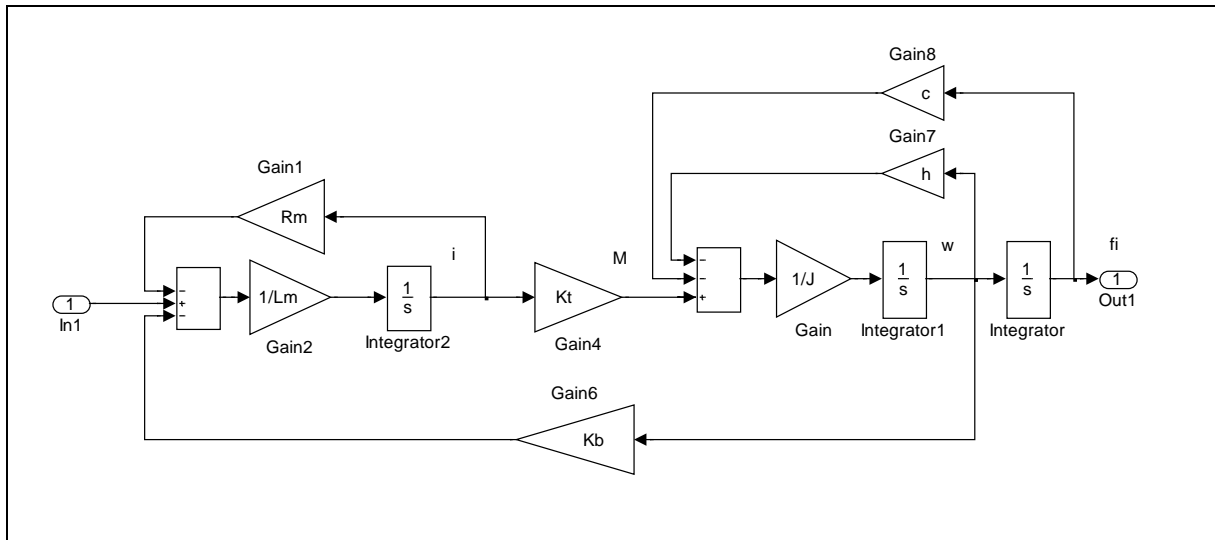 Gain8
c
Gain7
h
Gain1
Rm
i
M
w
fi
1
In1
−
+
−
1/Lm
Gain2
1
s
Integrator2
Kt
Gain4
−
−
+
1/J
Gain
1
s
Integrator1
1
s
Integrator
1
Out1
Gain6
Kb